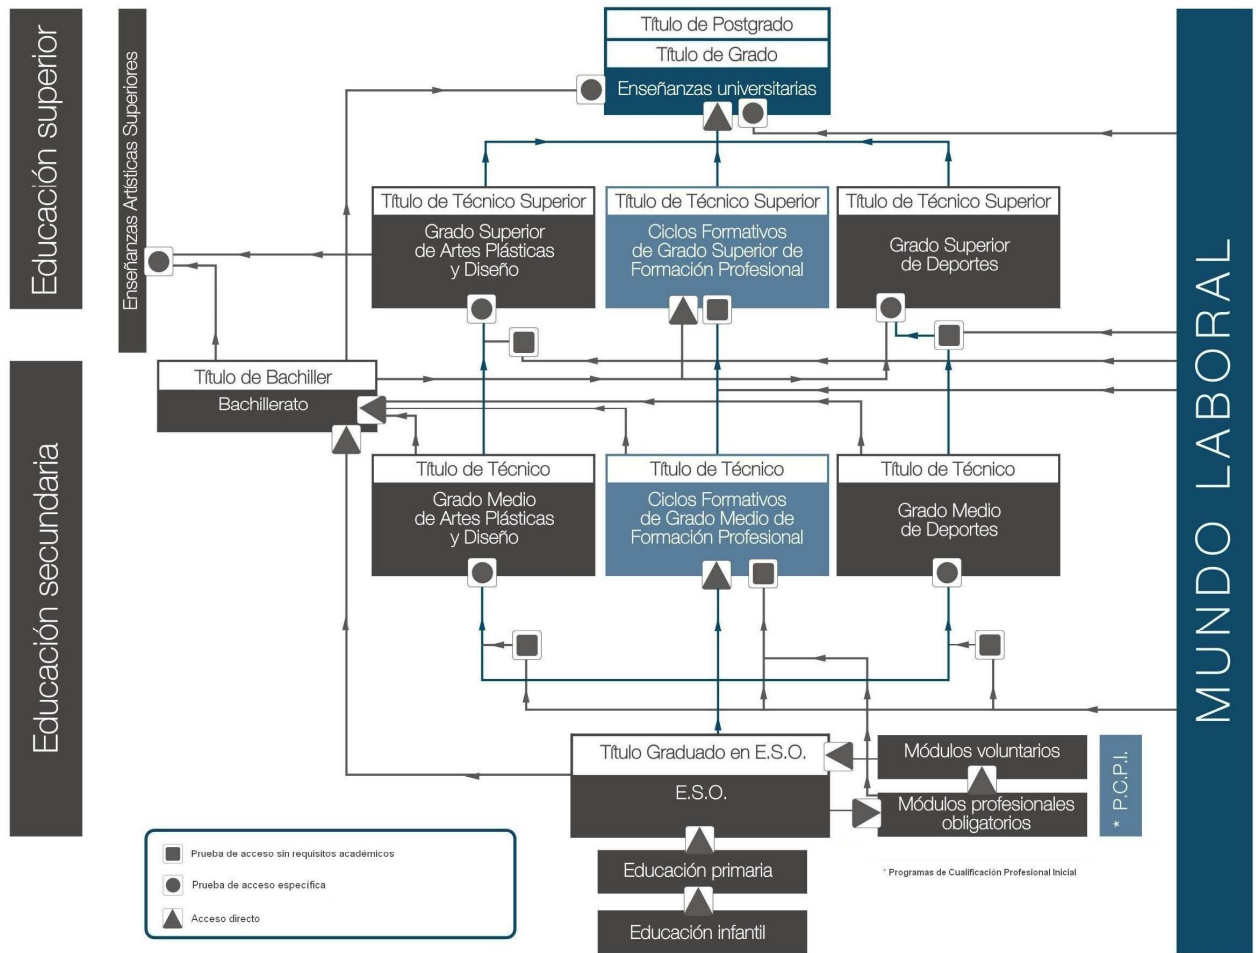 Educación superior
Enseñanzas Artísticas Superiores
Título de Postgrado
Título de Grado
Enseñanzas universitarias
Título de Técnico Superior
Grado Superior
de Artes Plásticas
y Diseño
Título de Técnico Superior
Ciclos Formativos
de Grado Superior de
Formación Profesional
Título de Técnico Superior
Grado Superior
de Deportes
MUNDO LABORAL
Educación secundaria
Título de Bachiller
Bachillerato
Título de Técnico
Grado Medio
de Artes Plásticas
y Diseño
Título de Técnico
Ciclos Formativos
de Grado Medio de
Formación Profesional
Título de Técnico
Grado Medio
de Deportes
Título Graduado en E.S.O.
E.S.O.
Módulos voluntarios
Módulos profesionales
obligatorios
* P.C.P.I.
Educación primaria
Educación infantil
* Programas de Cualificación Profesional Inicial
Prueba de acceso sin requisitos académicos
Prueba de acceso específica
Acceso directo